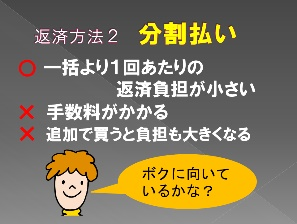 返済方法２ 分割払い
○ 一括より１回あたりの
返済負担が小さい
× 手数料がかかる
× 追加で買うと負担も大きくなる
ボクに向いて
いるかな？